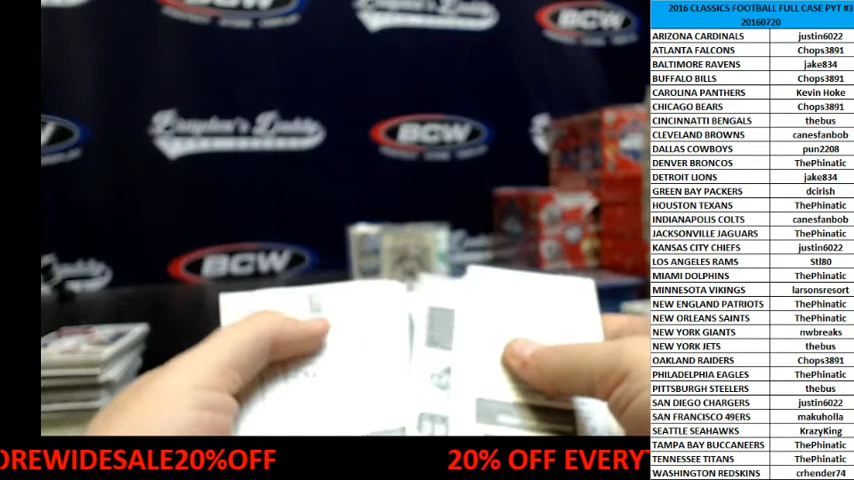 2016 CLASSICS FOOTBALL FULL CASE PYT #3
20160720
ARIZONA CARDINALS justin6022
ATLANTA FALCONS Chops3891
BALTIMORE RAVENS jake834
BUFFALO BILLS Chops3891
CAROLINA PANTHERS Kevin Hoke
CHICAGO BEARS Chops3891
CINCINNATI BENGALS thebus
CLEVELAND BROWNS canesfanbob
DALLAS COWBOYS pun2208
DENVER BRONCOS ThePhinatic
DETROIT LIONS jake834
GREEN BAY PACKERS dcirish
HOUSTON TEXANS ThePhinatic
INDIANAPOLIS COLTS canesfanbob
JACKSONVILLE JAGUARS ThePhinatic
KANSAS CITY CHIEFS justin6022
LOS ANGELES RAMS Stl80
MIAMI DOLPHINS ThePhinatic
MINNESOTA VIKINGS larsonsresort
NEW ENGLAND PATRIOTS ThePhinatic
NEW ORLEANS SAINTS ThePhinatic
NEW YORK GIANTS nwbreaks
NEW YORK JETS thebus
OAKLAND RAIDERS Chops3891
PHILADELPHIA EAGLES ThePhinatic
PITTSBURGH STEELERS thebus
SAN DIEGO CHARGERS justin6022
SAN FRANCISCO 49ERS makuholla
SEATTLE SEAHAWKS KrazyKing
TAMPA BAY BUCCANEERS ThePhinatic
TENNESSEE TITANS ThePhinatic
WASHINGTON REDSKINS crhender74
BCW
BCW
BCW
BCW
OREWIDESALE20%OFF 20% OFF EVERY